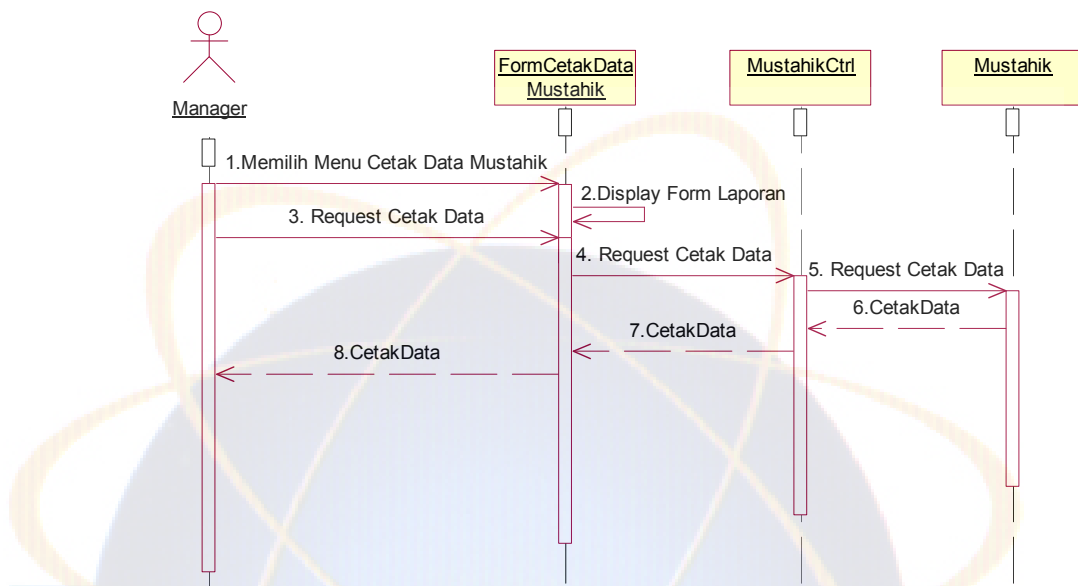 Manager
FormCetakData
Mustahik
MustahikCtrl
Mustahik
1.Memilih Menu Cetak Data Mustahik
2.Display Form Laporan
3. Request Cetak Data
4. Request Cetak Data
5. Request Cetak Data
6.CetakData
7.CetakData
8.CetakData